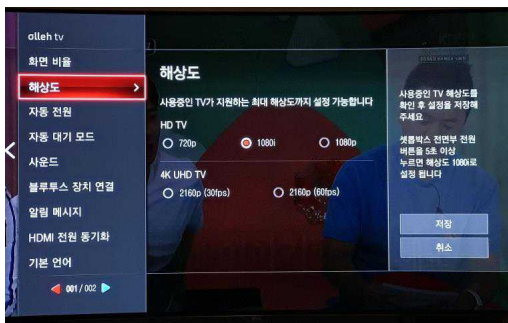 olleh tv
화면 비율
해상도
자동 전원
자동 대기 모드
사운드
블루투스 장치 연결
알림 메시지
HDMI 전원 동기화
기본 언어
001 / 002
해상도
사용중인 TV가 지원하는 최대 해상도까지 설정 가능합니다
HD TV
720p
1080i
1080p
4K UHD TV
2160p (30fps)
2160p (60fps)
사용중인 TV 해상도를
확인 후 설정을 저장해
주세요
셋톱박스 전면부 전원
버튼을 5초 이상
누르면 해상도 1080i로
설정 됩니다
저장
취소